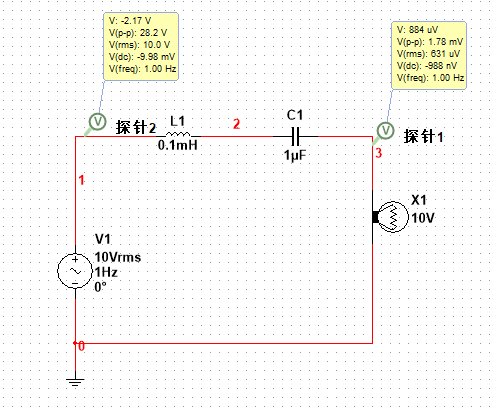 V: -2.17 V
V(p-p): 28.2 V
V(rms): 10.0 V
V(dc): -9.98 mV
V(freq): 1.00 Hz
V: 884 uV
V(p-p): 1.78 mV
V(rms): 631 uV
V(dc): -988 nV
V(freq): 1.00 Hz
V
探针2
L1
0.1mH
2
C1
1µF
V
探针1
3
1
X1
10V
V1
10Vrms
1Hz
0°
0